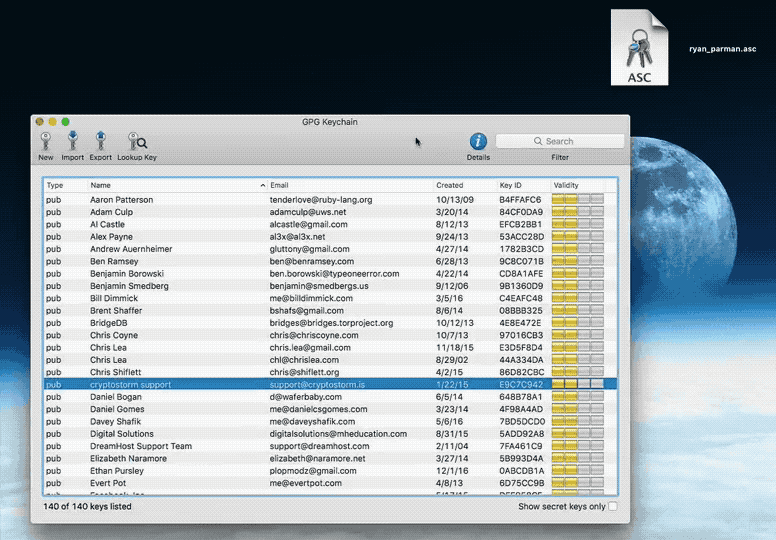 ASC
ryan_parman.asc
GPG Keychain
New Import Export Lookup Key Details Search Filter
Type Name Email Created Key ID Validity
pub Aaron Patterson tenderlove@ruby-lang.org 10/13/09 B4FFAFC6
pub Adam Culp adamculp@uws.net 3/20/14 84CF0DA9
pub Al Castle alcastle@gmail.com 8/12/13 EFCB2BB1
pub Alex Payne al3x@al3x.net 9/24/13 53ACC28D
pub Andrew Auernheimer gluttony@gmail.com 4/27/14 1782B3CD
pub Ben Ramsey ben@benramsey.com 6/28/13 9C8C071B
pub Benjamin Borowski ben.borowski@typeoneerror.com 4/22/14 CD8A1AFE
pub Benjamin Smedberg benjamin@smedbergs.us 9/12/06 9B1360D9
pub Bill Dimmick me@billdimmick.com 3/5/16 C4EAFC48
pub Brent Shaffer bshafs@gmail.com 8/6/14 08BBB325
pub BridgeDB bridges@bridges.torproject.org 10/12/13 4E8E472E
pub Chris Coyne chris@chriscoyne.com 10/7/13 97016CB3
pub Chris Lea chris.lea@gmail.com 11/18/15 E3D5F8D4
pub Chris Lea chl@chrislea.com 8/29/02 44A334DA
pub Chris Shiflett chris@shiflett.org 4/2/15 86D82CBC
pub cryptostorm support support@cryptostorm.is 1/22/15 E9C7C942
pub Daniel Bogan d@waferbaby.com 6/5/14 648B78A1
pub Daniel Gomes me@danielcsgomes.com 3/23/14 4F98A4AD
pub Davey Shafik me@daveyshafik.com 5/6/16 7BD5DCD0
pub Digital Solutions digitalsolutions@mheducation.com 8/31/15 5ADD92A8
pub DreamHost Support Team support@dreamhost.com 2/11/04 7FA461C9
pub Elizabeth Naramore elizabeth@naramore.net 3/27/14 5B993D4A
pub Ethan Pursley plopmodz@gmail.com 12/1/16 0ABCDB1A
pub Evert Pot me@evertpot.com 4/8/13 6D75CC9B
140 of 140 keys listed Show secret keys only